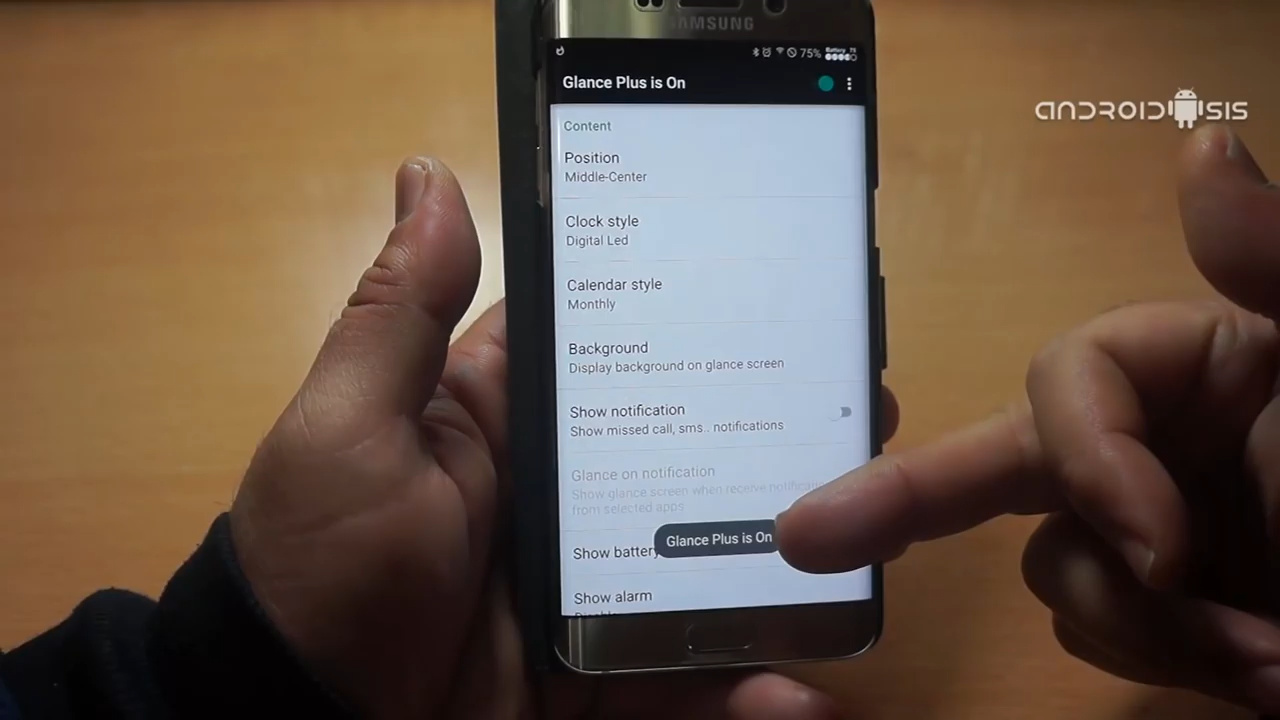 SAMSUNG
75%
Glance Plus is On
ANDROIDSIS
Content
Position
Middle-Center
Clock style
Digital Led
Calendar style
Monthly
Background
Display background on glance screen
Show notification
Show missed call, sms.. notifications
Glance on notification
Show glance screen when receive
from selected apps
Show battery
Glance Plus is On
Show alarm